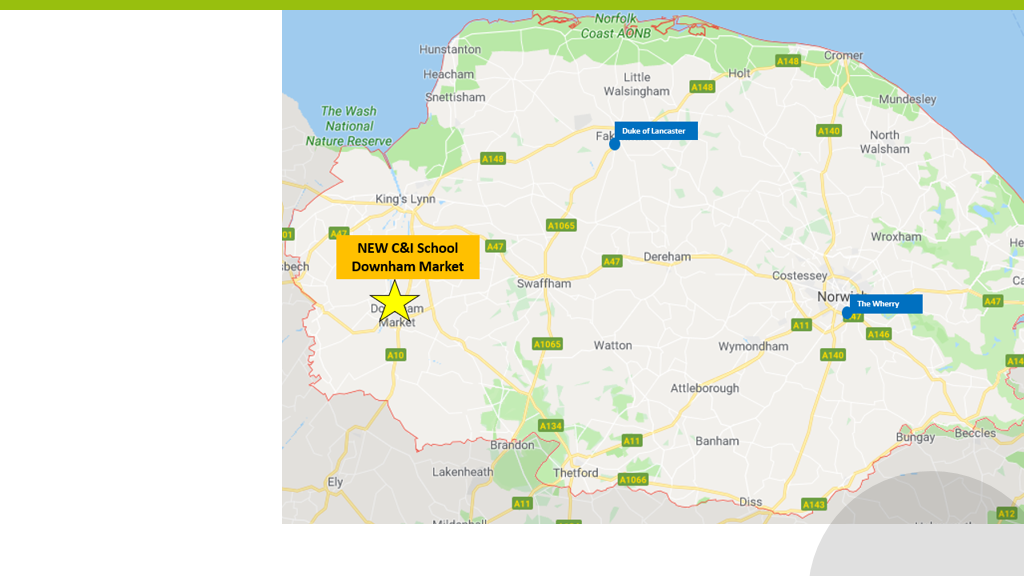 Norfolk
Coast AONB
Cromer
Hunstanton
A148
Holt
Heacham
Little
Walsingham
A148
Snettisham
Mundesley
The Wash
National
Nature Reserve
Duke of Lancaster
A140
North
Walsham
A148
King's Lynn
A1065
A47
Wroxham
NEW C&I School
Downham Market
A47
A47
Dereham
Costessey
Swaffham
The Wherry
A47
Market
A11
A146
A1065
Watton
Wymondham
A10
A140
Attleborough
A134
A11
Banham
Bungay
Beccles
Brandon
Lakenheath
Thetford
A1066
Ely
A11
Diss
A143
A12